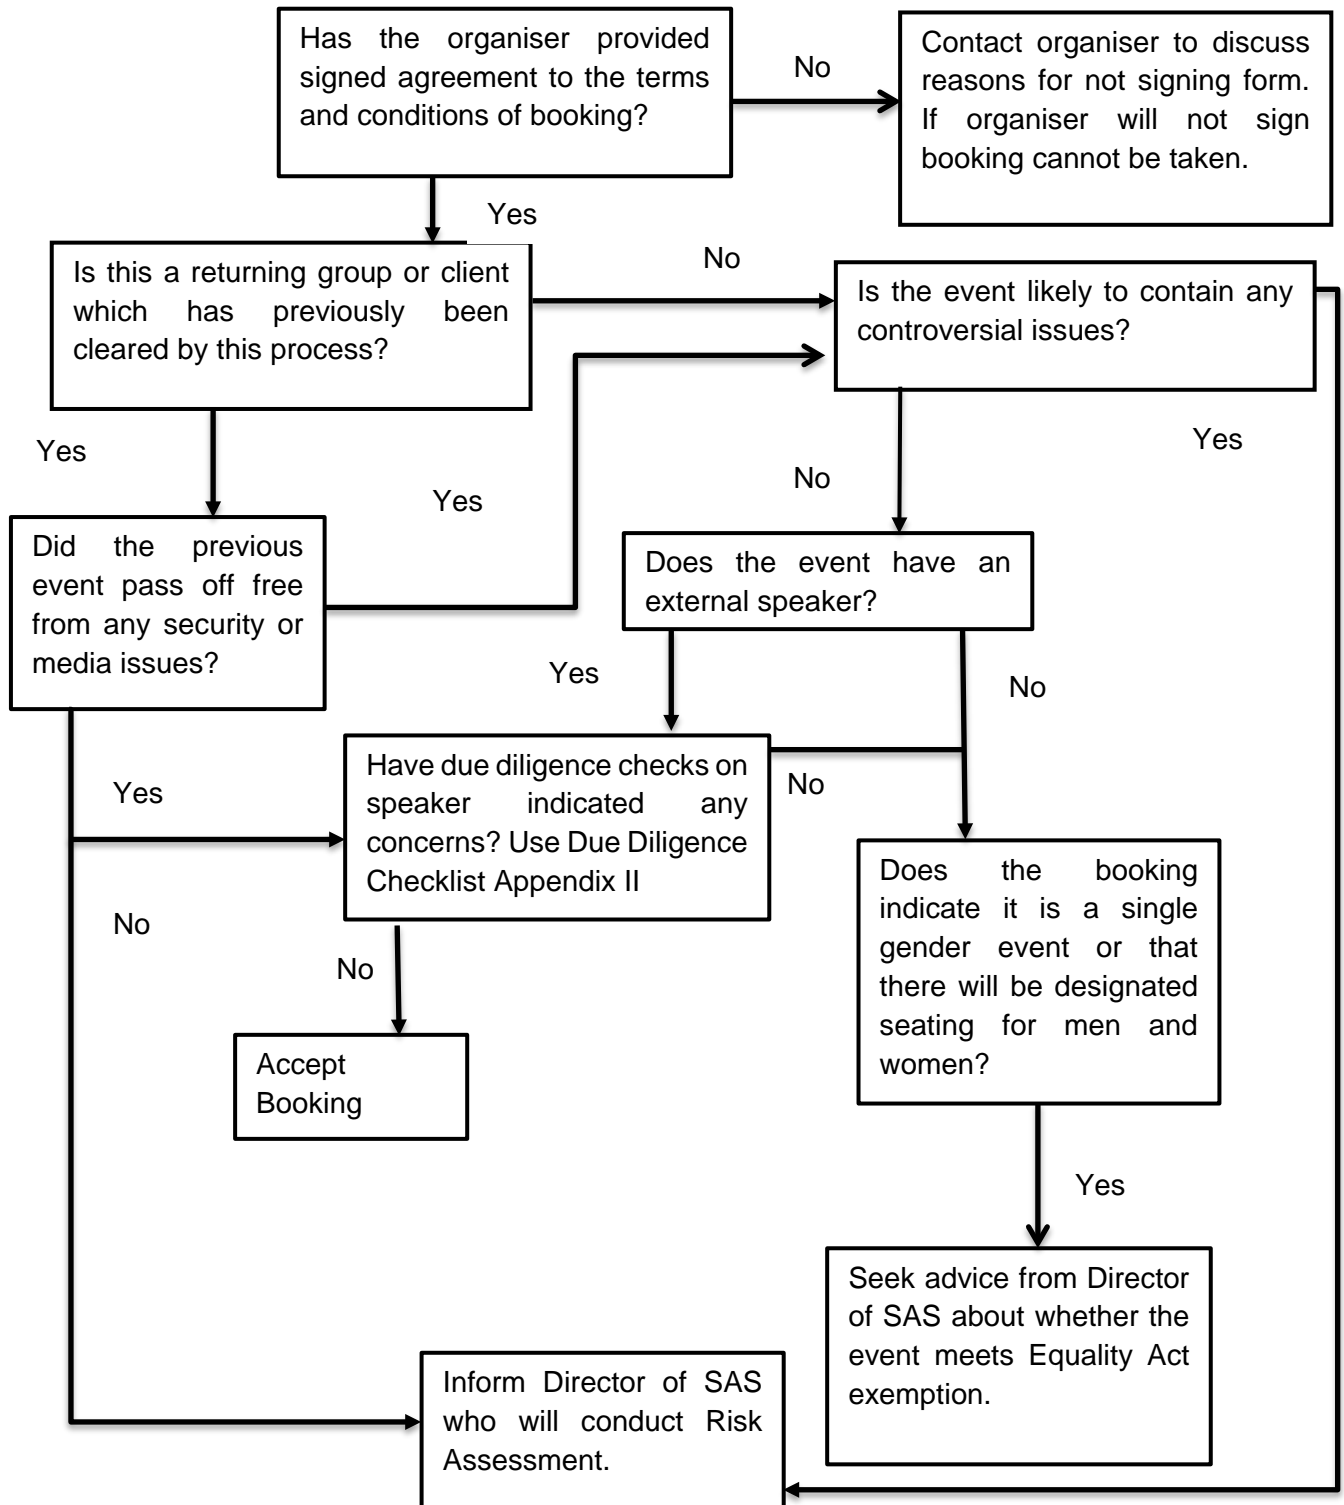 Has the organiser provided
signed agreement to the terms
and conditions of booking?
No
Contact organiser to discuss
reasons for not signing form.
If organiser will not sign
booking cannot be taken.
Yes
Is this a returning group or client
which has previously been
cleared by this process?
No
Is the event likely to contain any
controversial issues?
Yes
Yes
Yes
No
Did the previous
event pass off free
from any security or
media issues?
Does the event have an
external speaker?
Yes
No
Yes
Have due diligence checks on
speaker indicated any
concerns? Use Due Diligence
Checklist Appendix II
No
No
No
Does the booking
indicate it is a single
gender event or that
there will be designated
seating for men and
women?
Accept
Booking
Yes
Seek advice from Director
of SAS about whether the
event meets Equality Act
exemption.
Inform Director of SAS
who will conduct Risk
Assessment.